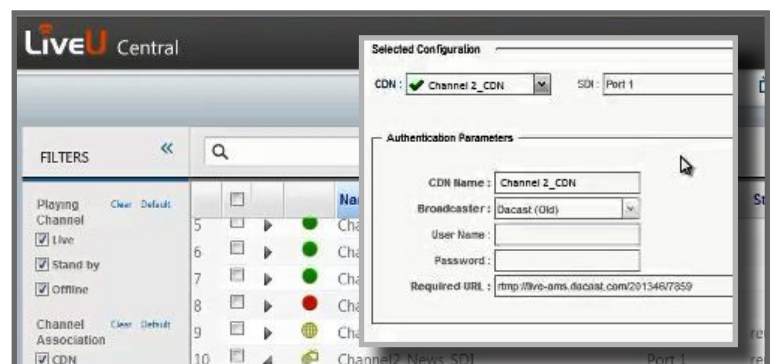 LiveU Central
FILTERS
Playing Channel
Clear Default
Live
Stand by
Offline
Channel Association
Clear Default
CDN
5
6
7
8
9
10
Channel2_News_SDI
Port 1
Selected Configuration
CDN : Channel 2_CDN
SDI : Port 1
Authentication Parameters
CDN Name : Channel 2_CDN
Broadcaster : Dacast (Old)
User Name :
Password :
Required URL : rtmp://live-ams.dacast.com/201346/7859